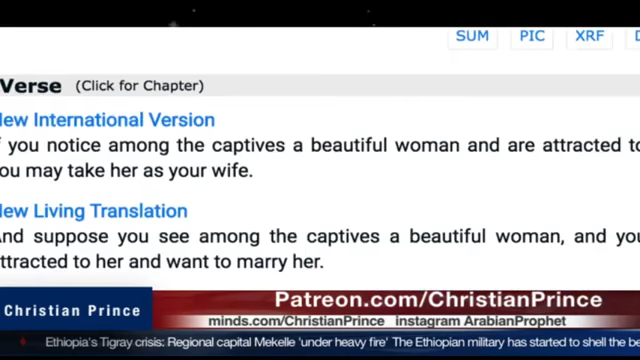 SUM PIC XRF
Verse (Click for Chapter)
New International Version
you notice among the captives a beautiful woman and are attracted
you may take her as your wife.
New Living Translation
And suppose you see among the captives a beautiful woman, and
attracted to her and want to marry her.
Patreon.com/ChristianPrince
Christian Prince
minds.com/ChristianPrince instagram ArabianProphet
Ethiopia's Tigray crisis: Regional capital Mekelle 'under heavy fire' The Ethiopian military has started to shell the